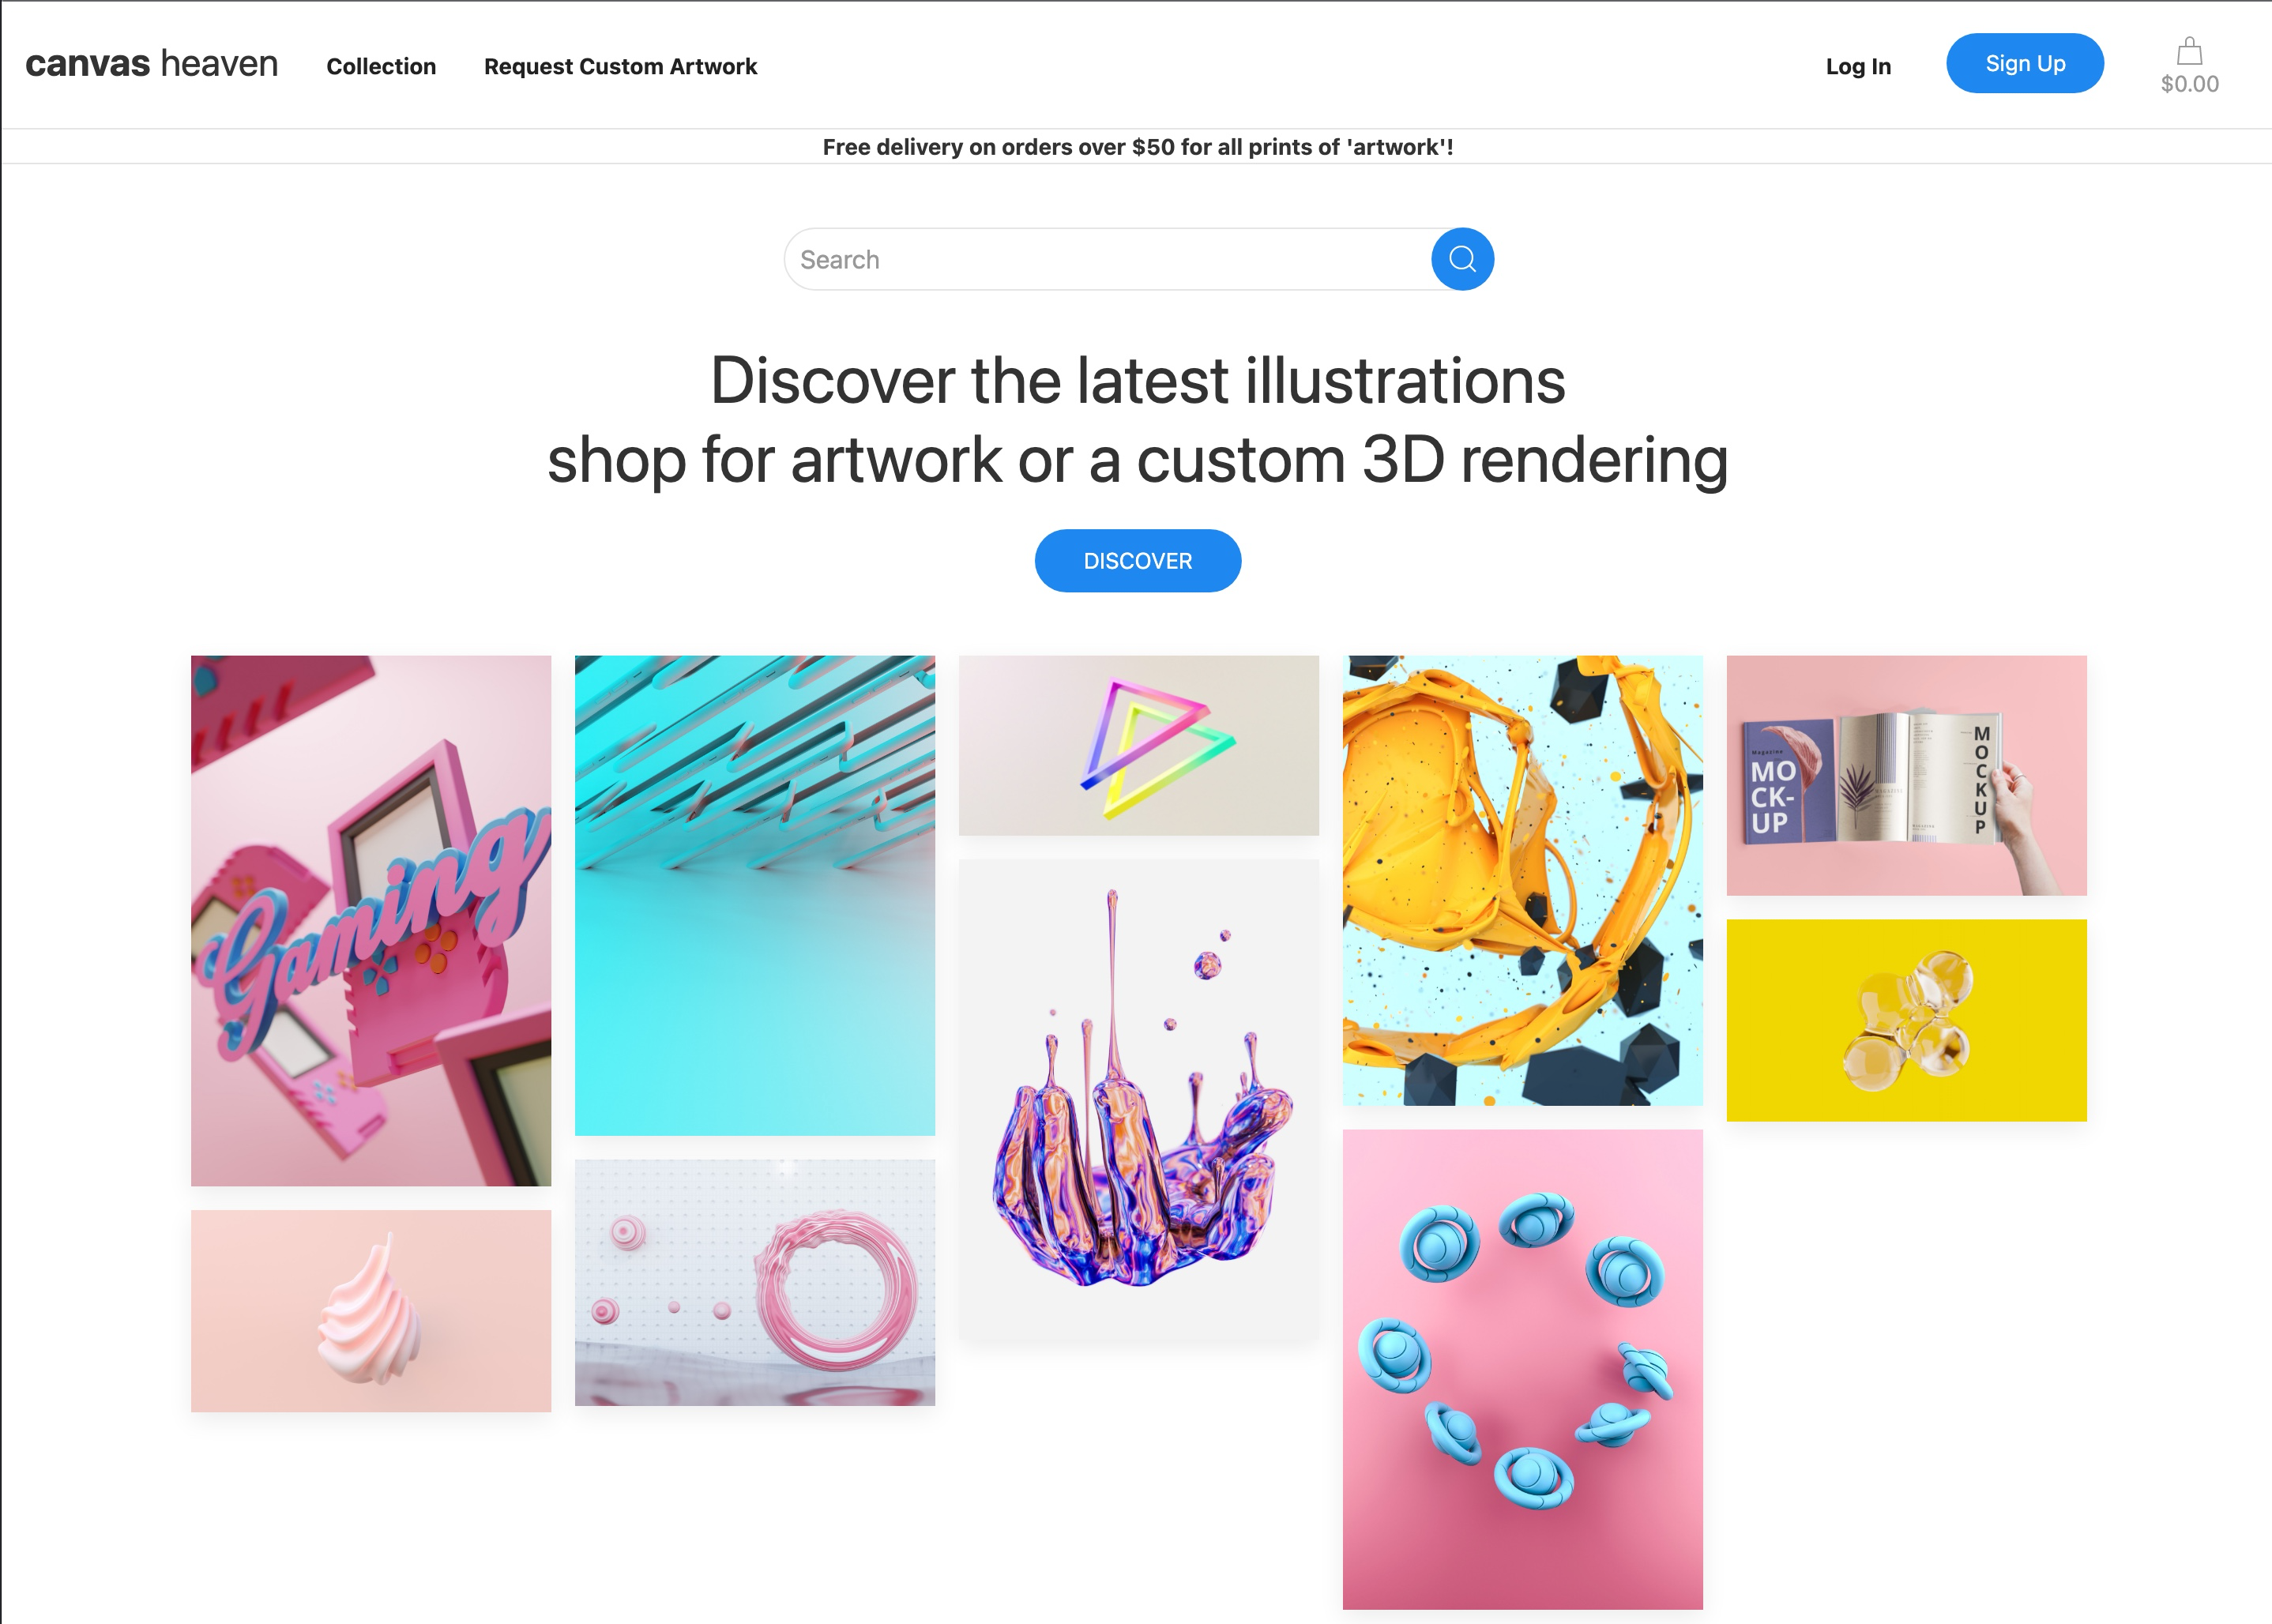 canvas heaven
Collection
Request Custom Artwork
Log In
Sign Up
$0.00
Free delivery on orders over $50 for all prints of 'artwork'!
Search
Discover the latest illustrations
shop for artwork or a custom 3D rendering
DISCOVER
Gaming
Magazine
MO
CK-
UP
M
O
C
K
U
P